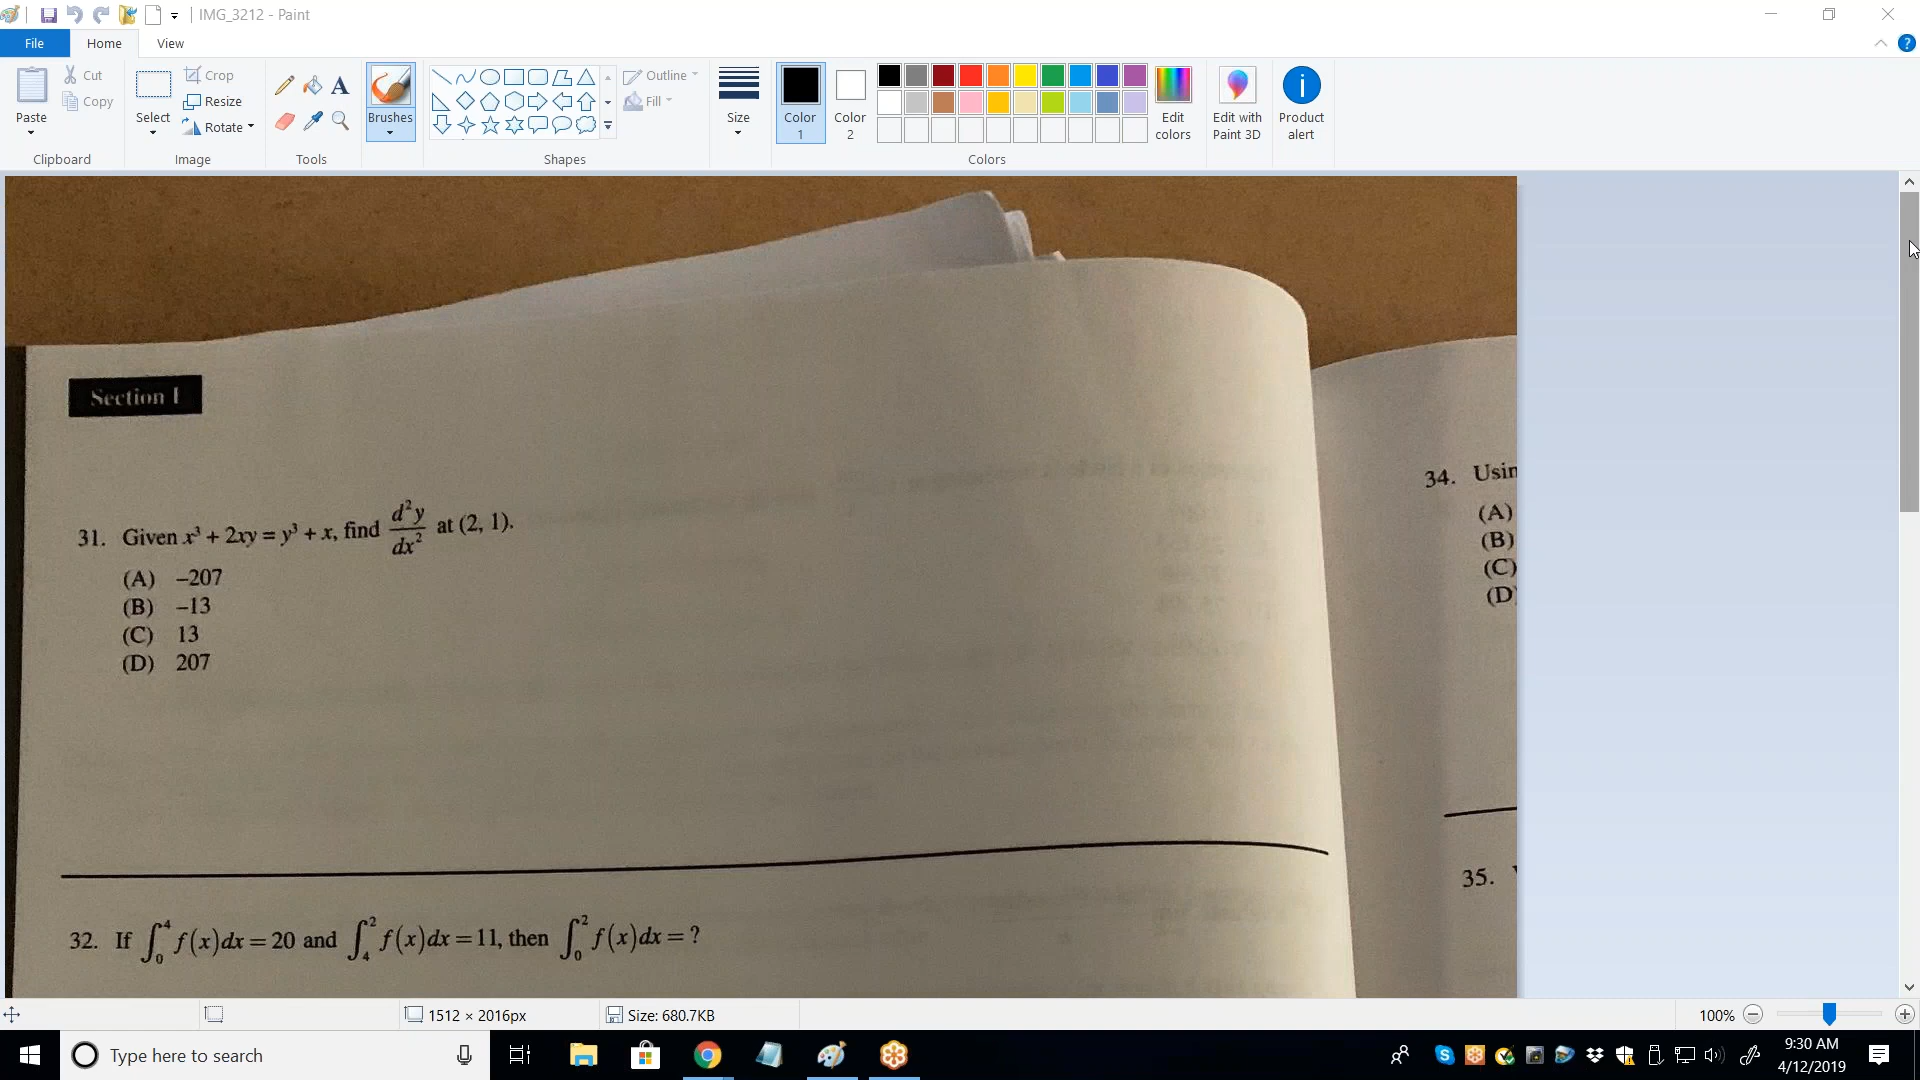 IMG_3212 - Paint
File Home View
Paste
Cut
Copy
Clipboard
Select
Crop
Resize
Rotate
Image
Tools
Brushes
Outline
Fill
Shapes
Size
Color 1
Color 2
Edit colors
Colors
Edit with Paint 3D
Product alert
Section I
31. Given x³ + 2xy = y³ + x, find d²y/dx² at (2, 1).
(A) –207
(B) –13
(C) 13
(D) 207
32. If ∫₀⁴ f(x)dx = 20 and ∫₄² f(x)dx = 11, then ∫₀² f(x)dx = ?
34. Usin
(A)
(B)
(C)
(D)
35.
1512 × 2016px
Size: 680.7KB
100%
Type here to search
9:30 AM
4/12/2019